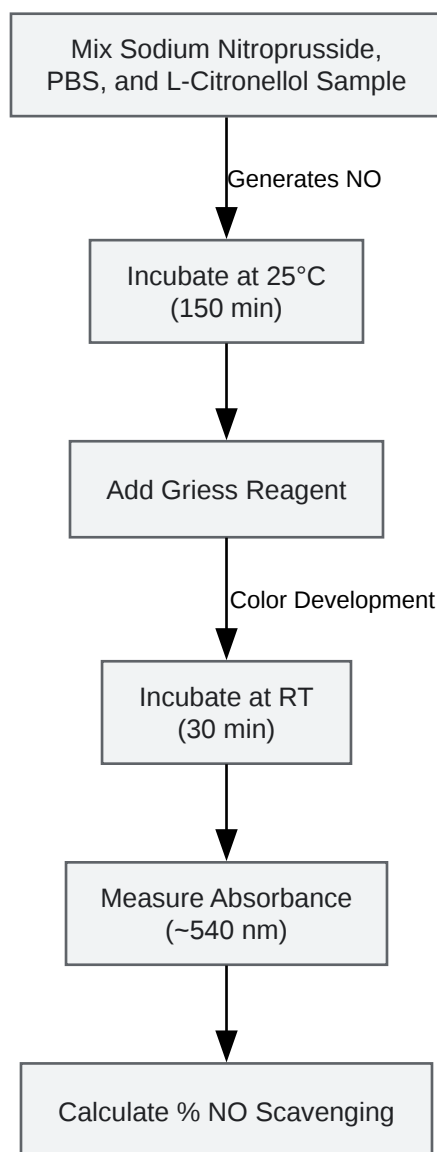 Mix Sodium Nitroprusside,
PBS, and L-Citronellol Sample
Generates NO
Incubate at 25°C
(150 min)
Add Griess Reagent
Color Development
Incubate at RT
(30 min)
Measure Absorbance
(~540 nm)
Calculate % NO Scavenging